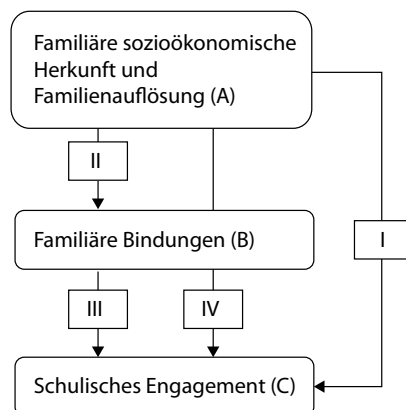 Familiäre sozioökonomische
Herkunft und
Familienauflösung (A)
II
Familiäre Bindungen (B)
I
III
IV
Schulisches Engagement (C)